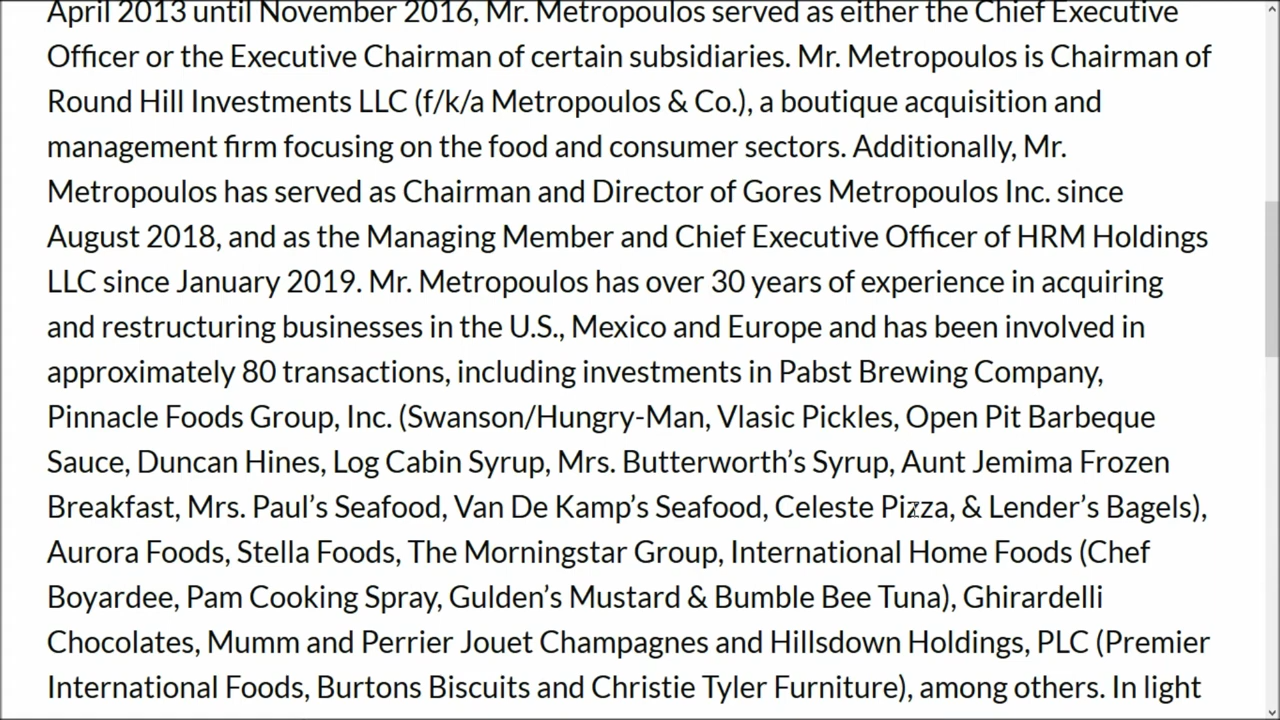 April 2013 until November 2016, Mr. Metropoulos served as either the Chief Executive
Officer or the Executive Chairman of certain subsidiaries. Mr. Metropoulos is Chairman of
Round Hill Investments LLC (f/k/a Metropoulos & Co.), a boutique acquisition and
management firm focusing on the food and consumer sectors. Additionally, Mr.
Metropoulos has served as Chairman and Director of Gores Metropoulos Inc. since
August 2018, and as the Managing Member and Chief Executive Officer of HRM Holdings
LLC since January 2019. Mr. Metropoulos has over 30 years of experience in acquiring
and restructuring businesses in the U.S., Mexico and Europe and has been involved in
approximately 80 transactions, including investments in Pabst Brewing Company,
Pinnacle Foods Group, Inc. (Swanson/Hungry-Man, Vlasic Pickles, Open Pit Barbeque
Sauce, Duncan Hines, Log Cabin Syrup, Mrs. Butterworth’s Syrup, Aunt Jemima Frozen
Breakfast, Mrs. Paul’s Seafood, Van De Kamp’s Seafood, Celeste Pizza, & Lender’s Bagels),
Aurora Foods, Stella Foods, The Morningstar Group, International Home Foods (Chef
Boyardee, Pam Cooking Spray, Gulden’s Mustard & Bumble Bee Tuna), Ghirardelli
Chocolates, Mumm and Perrier Jouet Champagnes and Hillsdown Holdings, PLC (Premier
International Foods, Burtons Biscuits and Christie Tyler Furniture), among others. In light